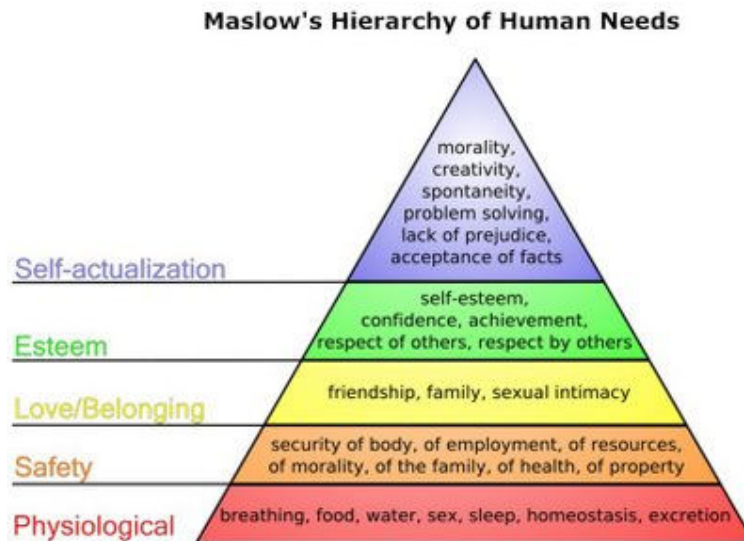 Maslow's Hierarchy of Human Needs
morality,
creativity,
spontaneity,
problem solving,
lack of prejudice,
acceptance of facts
Self-actualization
self-esteem,
confidence, achievement,
respect of others, respect by others
Esteem
friendship, family, sexual intimacy
Love/Belonging
security of body, of employment, of resources,
of morality, of the family, of health, of property
Safety
breathing, food, water, sex, sleep, homeostasis, excretion
Physiological